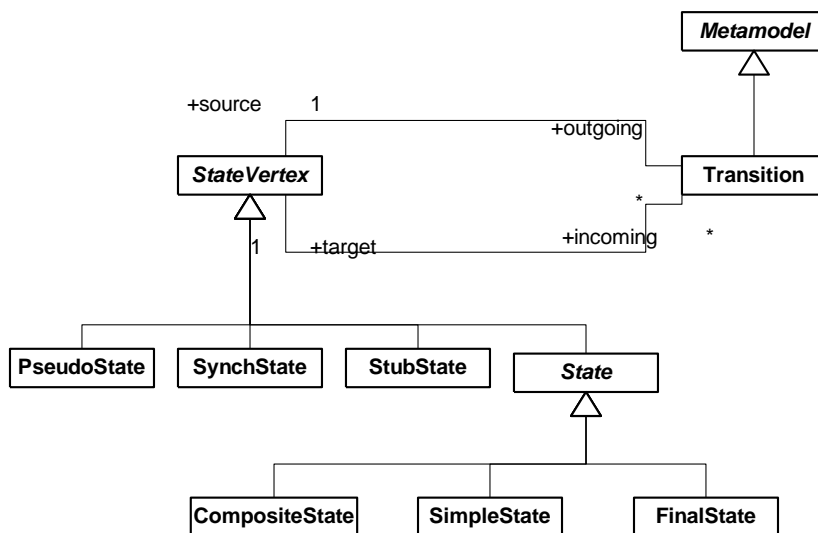 Metamodel
+source 1
+outgoing
StateVertex
Transition
*
1 +target
+incoming *
PseudoState
SynchState
StubState
State
CompositeState
SimpleState
FinalState